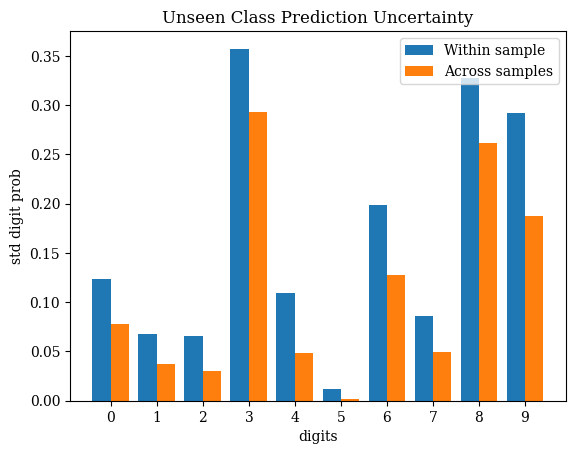 Unseen Class Prediction Uncertainty
Within sample
Across samples
std digit prob
0.35
0.30
0.25
0.20
0.15
0.10
0.05
0.00
0 1 2 3 4 5 6 7 8 9
digits